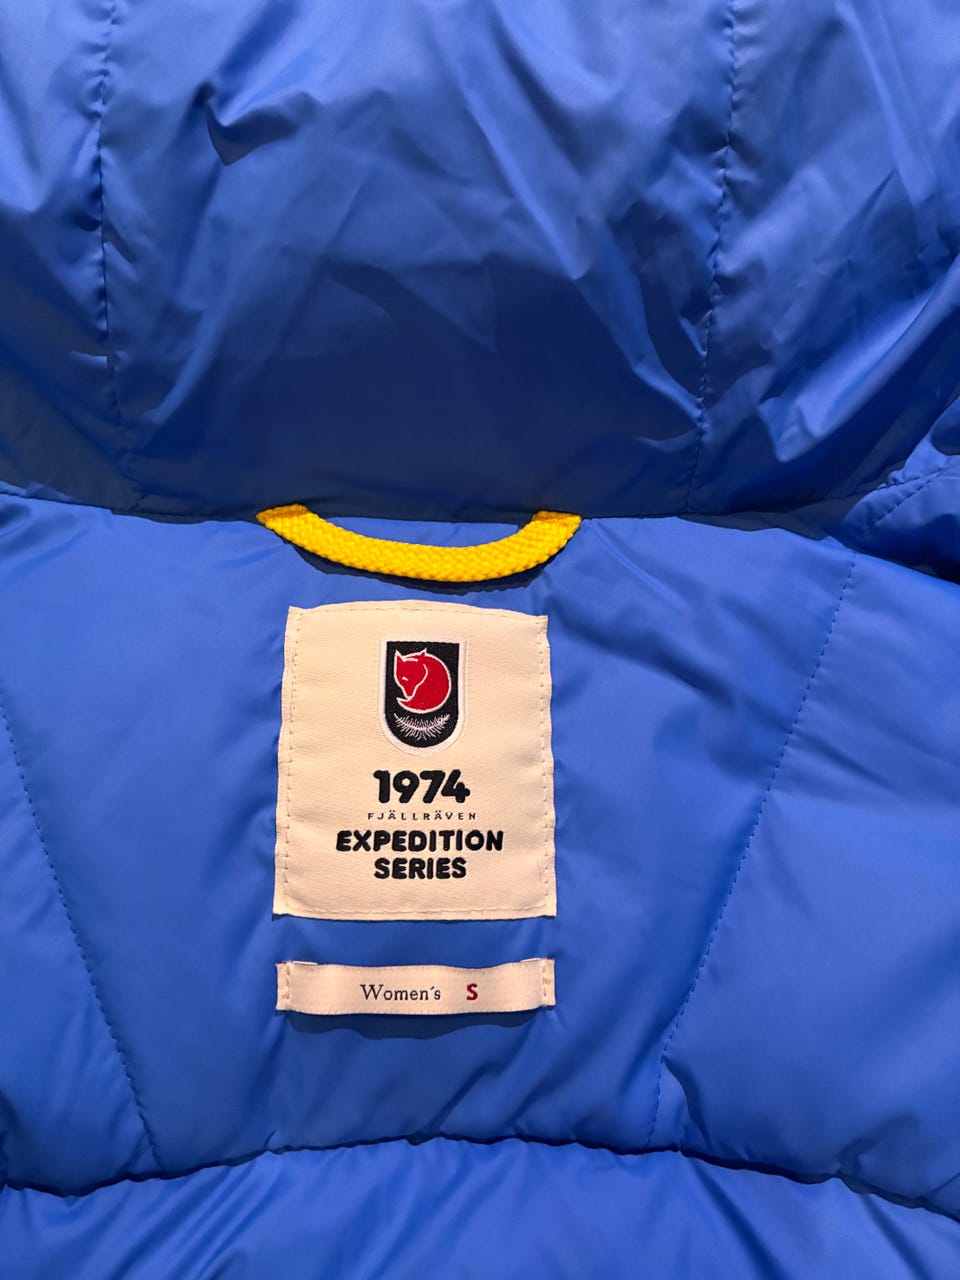 1974
FJÄLLRÄVEN
EXPEDITION
SERIES
Women´s S